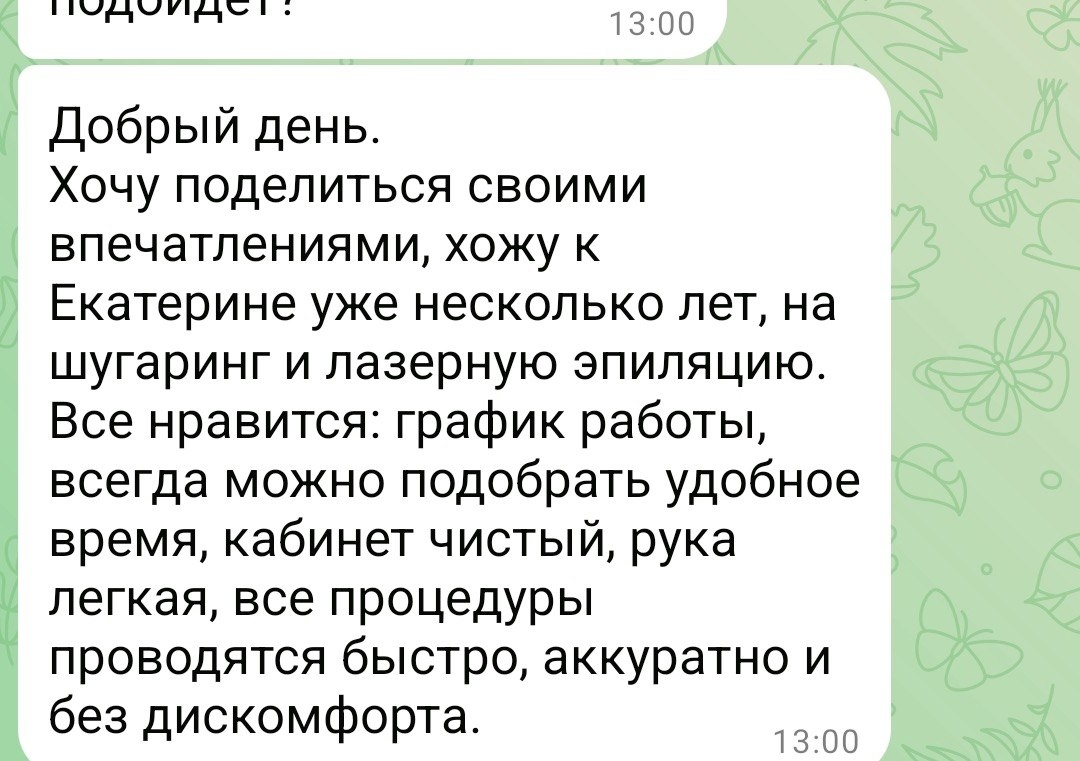 подойдет?
13:00
Добрый день.
Хочу поделиться своими
впечатлениями, хожу к
Екатерине уже несколько лет, на
шугаринг и лазерную эпиляцию.
Все нравится: график работы,
всегда можно подобрать удобное
время, кабинет чистый, рука
легкая, все процедуры
проводятся быстро, аккуратно и
без дискомфорта.
13:00